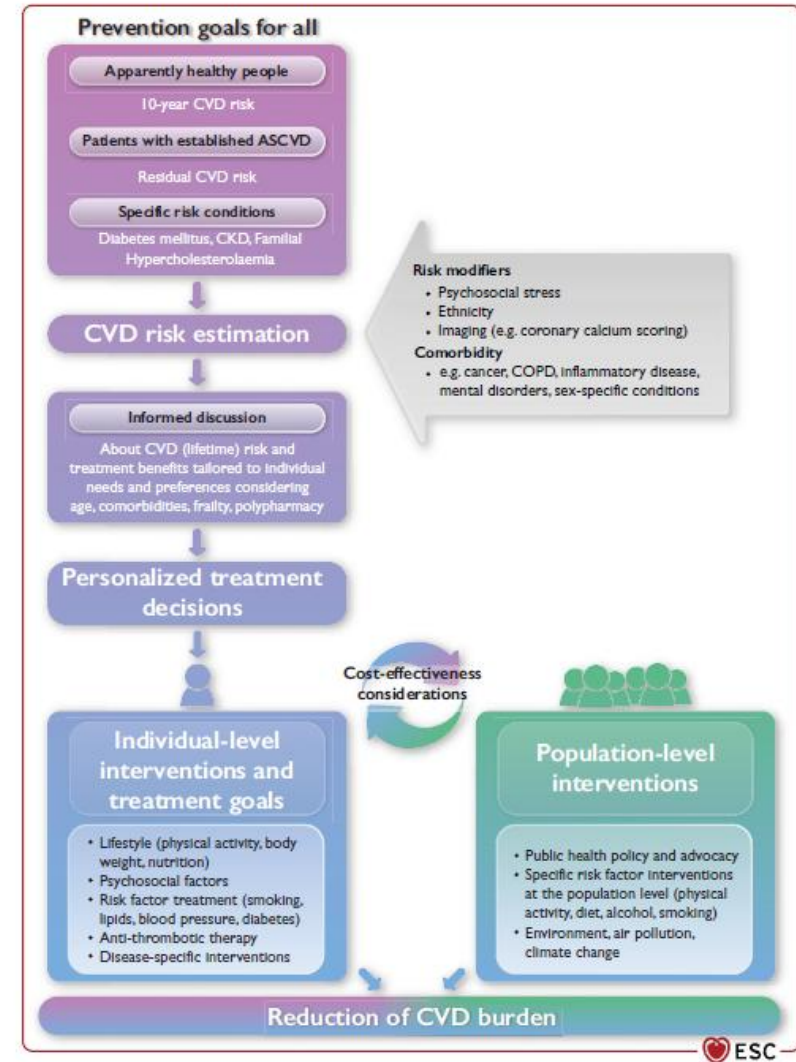 Prevention goals for all
Apparently healthy people
10-year CVD risk
Patients with established ASCVD
Residual CVD risk
Specific risk conditions
Diabetes mellitus, CKD, Familial
Hypercholesterolaemia
Risk modifiers
• Psychosocial stress
• Ethnicity
• Imaging (e.g. coronary calcium scoring)
Comorbidity
• e.g. cancer, COPD, inflammatory disease,
mental disorders, sex-specific conditions
CVD risk estimation
Informed discussion
About CVD (lifetime) risk and
treatment benefits tailored to individual
needs and preferences considering
age, comorbidities, frailty, polypharmacy
Personalized treatment
decisions
Cost-effectiveness
considerations
Individual-level
interventions and
treatment goals
• Lifestyle (physical activity, body
weight, nutrition)
• Psychosocial factors
• Risk factor treatment (smoking,
lipids, blood pressure, diabetes)
• Anti-thrombotic therapy
• Disease-specific interventions
Population-level
interventions
• Public health policy and advocacy
• Specific risk factor interventions
at the population level (physical
activity, diet, alcohol, smoking)
• Environment, air pollution,
climate change
Reduction of CVD burden
ESC